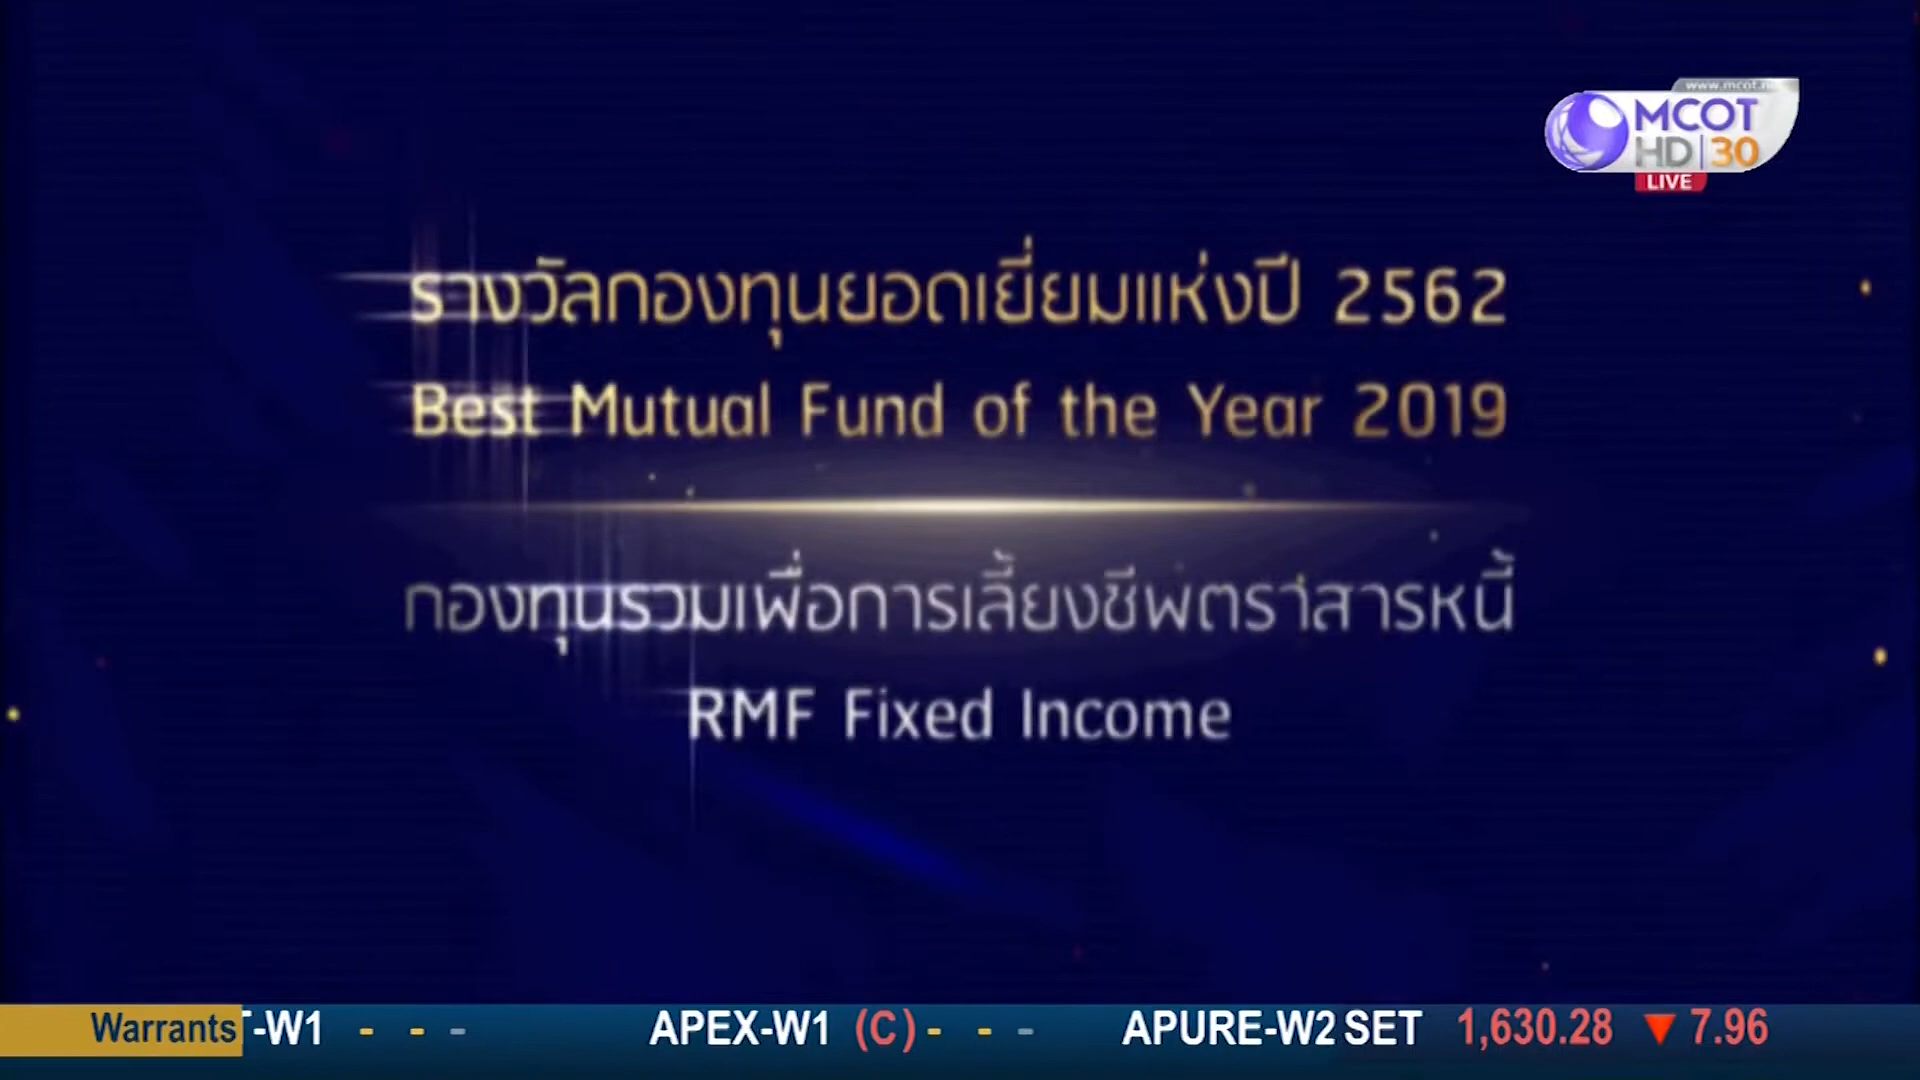 MCOT
HD 30
LIVE
รางวัลกองทุนยอดเยี่ยมแห่งปี 2562
Best Mutual Fund of the Year 2019
กองทุนรวมเพื่อการเลี้ยงชีพตราสารหนี้
RMF Fixed Income
Warrants -W1 - - - APEX-W1 (C) - - - APURE-W2 SET 1,630.28 ▼ 7.96